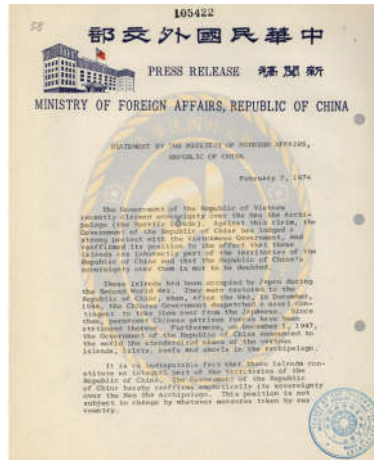 105422
58
部交外國民華中
PRESS RELEASE 稿聞新
MINISTRY OF FOREIGN AFFAIRS, REPUBLIC OF CHINA
STATEMENT BY THE MINISTRY OF FOREIGN AFFAIRS,
REPUBLIC OF CHINA
February 7, 1974
The Government of the Republic of Vietnam
recently claimed sovereignty over the Nan Sha Archi-
pelago (the Spratly Islands). Against this claim, the
Government of the Republic of China has lodged a
strong protest with the Vietnamese Government, and
reaffirmed its position to the effect that these
islands are inherently part of the territories of the
Republic of China and that the Republic of China's
sovereignty over them is not to be doubted.
These islands had been occupied by Japan during
the Second World War. They were restored to the
Republic of China, when, after the War, in December,
1946, the Chinese Government despatched a naval con-
tingent to take them over from the Japanese. Since
then, permanent Chinese garrison forces have been
stationed thereon. Furthermore, on December 1, 1947,
the Government of the Republic of China announced to
the world the standardized names of the various
islands, islets, reefs and shoals in the Archipelago.
It is an indisputable fact that these islands con-
stitute an integral part of the territories of the
Republic of China. The Government of the Republic
of China hereby reaffirms emphatically its sovereignty
over the Nan Sha Archipelago. This position is not
subject to change by whatever measures taken by any
country.